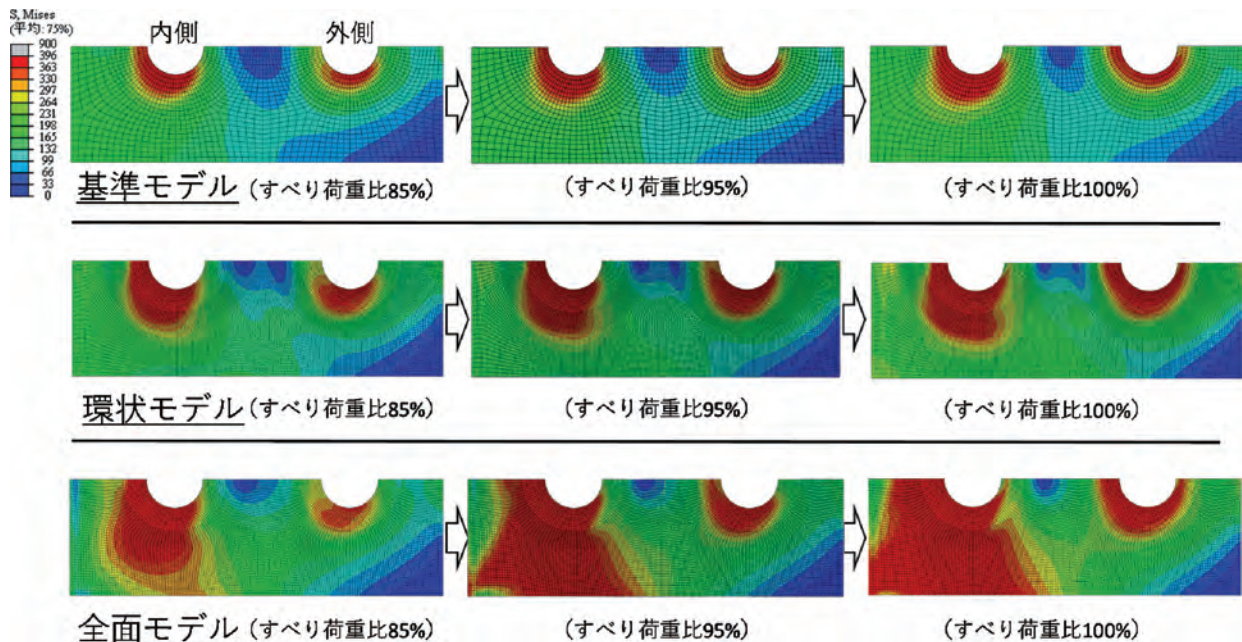 S, Mises
(平均: 75%)
900
396
363
330
297
264
231
198
165
132
99
66
33
0
内側
外側
基準モデル (すべり荷重比85%)
(すべり荷重比95%)
(すべり荷重比100%)
環状モデル (すべり荷重比85%)
(すべり荷重比95%)
(すべり荷重比100%)
全面モデル (すべり荷重比85%)
(すべり荷重比95%)
(すべり荷重比100%)